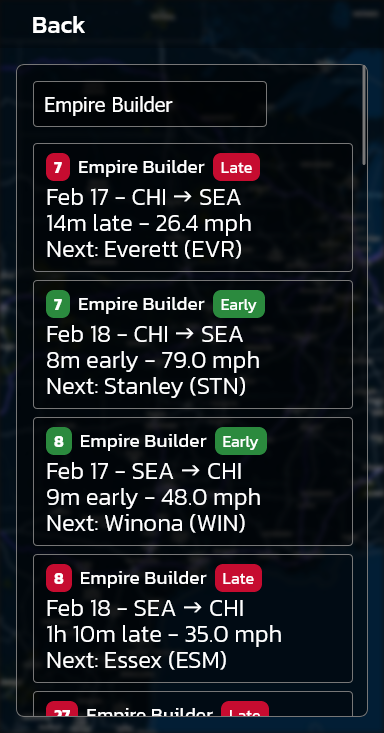 Back
Empire Builder
7 Empire Builder Late
Feb 17 - CHI → SEA
14m late - 26.4 mph
Next: Everett (EVR)
7 Empire Builder Early
Feb 18 - CHI → SEA
8m early - 79.0 mph
Next: Stanley (STN)
8 Empire Builder Early
Feb 17 - SEA → CHI
9m early - 48.0 mph
Next: Winona (WIN)
8 Empire Builder Late
Feb 18 - SEA → CHI
1h 10m late - 35.0 mph
Next: Essex (ESM)
27 Empire Builder Late